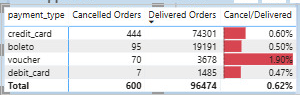 payment_type Cancelled Orders Delivered Orders Cancel/Delivered
credit_card 444 74301 0.60%
boleto 95 19191 0.50%
voucher 70 3678 1.90%
debit_card 7 1485 0.47%
Total 600 96474 0.62%